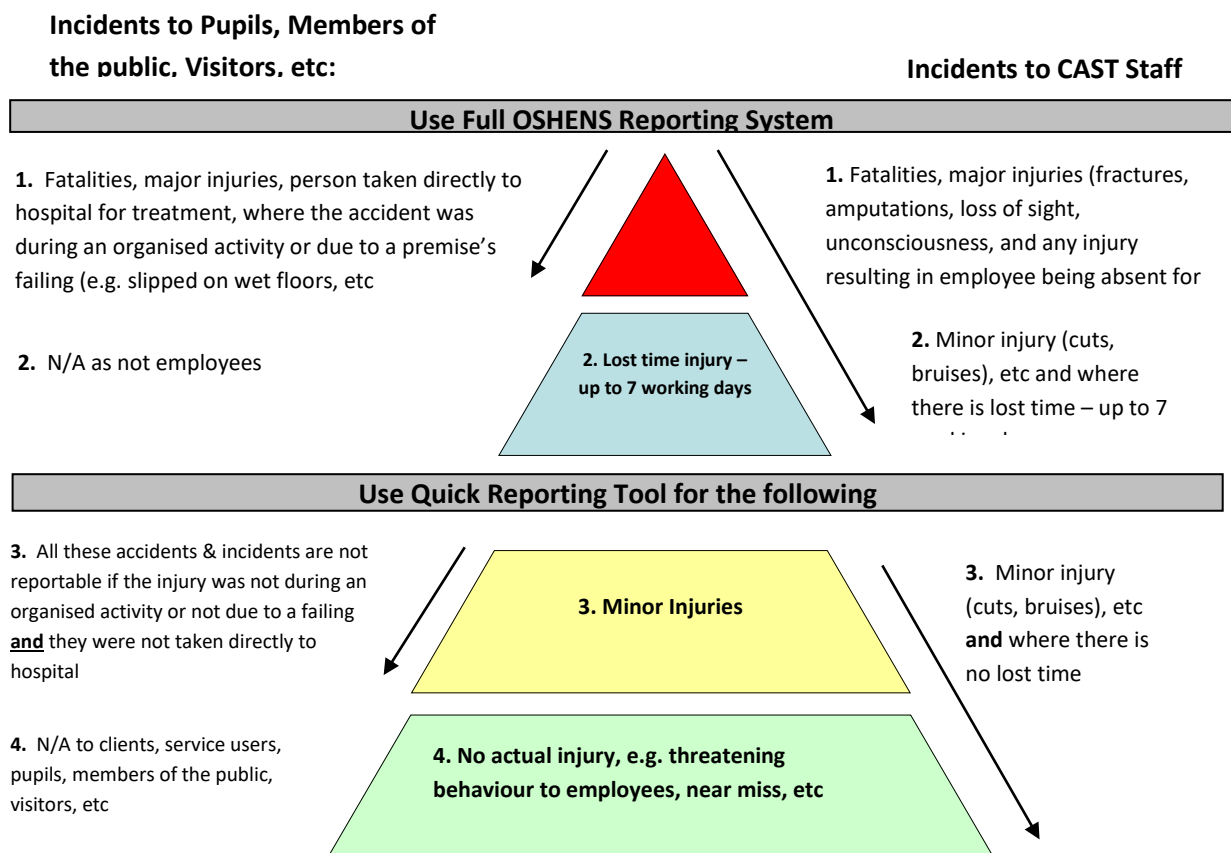 Incidents to Pupils, Members of
the public, Visitors, etc:
Incidents to CAST Staff
Use Full OSHENS Reporting System
1. Fatalities, major injuries, person taken directly to
hospital for treatment, where the accident was
during an organised activity or due to a premise's
failing (e.g. slipped on wet floors, etc
2. N/A as not employees
2. Lost time injury –
up to 7 working days
1. Fatalities, major injuries (fractures,
amputations, loss of sight,
unconsciousness, and any injury
resulting in employee being absent for
2. Minor injury (cuts,
bruises), etc and where
there is lost time – up to 7
Use Quick Reporting Tool for the following
3. All these accidents & incidents are not
reportable if the injury was not during an
organised activity or not due to a failing
and they were not taken directly to
hospital
4. N/A to clients, service users,
pupils, members of the public,
visitors, etc
3. Minor Injuries
4. No actual injury, e.g. threatening
behaviour to employees, near miss, etc
3. Minor injury
(cuts, bruises), etc
and where there is
no lost time